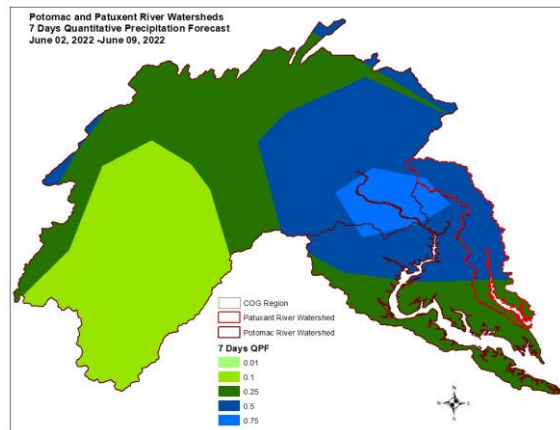 Potomac and Patuxent River Watersheds
7 Days Quantitative Precipitation Forecast
June 02, 2022 -June 09, 2022
COG Region
Patuxant River Watershed
Potomac River Watershed
7 Days QPF
0.01
0.1
0.25
0.5
0.75
N
W
S